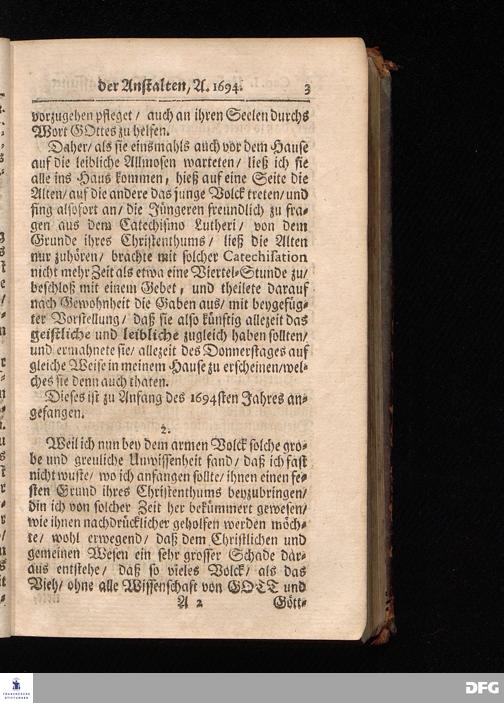 der Anstalten, A. 1694. 3
vorzugehen pfleget / auch an ihren Seelen durchs
Wort GOttes zu helfen.
Daher / als sie einsmahls auch vor dem Hause
auf die leibliche Allmosen warteten / ließ ich sie
alle ins Haus kommen, hieß auf eine Seite die
Alten / auf die andere das junge Volck treten / und
fing alsofort an / die Jüngeren freundlich zu fra-
gen aus dem Catechismo Lutheri / von dem
Grunde ihres Christenthums / ließ die Alten
nur zuhören / brachte mit solcher Catechisation
nicht mehr Zeit als etwa eine Viertel-Stunde zu /
beschloß mit einem Gebet, und theilete darauf
nach Gewohnheit die Gaben aus / mit beygefüg-
ter Vorstellung / daß sie also künftig allezeit das
geistliche und leibliche zugleich haben sollten /
und ermahnete sie / allezeit des Donnerstages auf
gleiche Weise in meinem Hause zu erscheinen / wel-
ches sie denn auch thaten.
Dieses ist zu Anfang des 1694sten Jahres an-
gefangen.
2.
Weil ich nun bey dem armen Volck solche gro-
be und greuliche Unwissenheit fand / daß ich fast
nicht wuste / wo ich anfangen sollte / ihnen einen fe-
sten Grund ihres Christenthums beyzubringen /
bin ich von solcher Zeit her bekümmert gewesen /
wie ihnen nachdrücklicher geholfen werden möch-
te / wohl erwegend / daß dem Christlichen und
gemeinen Wesen ein sehr grosser Schade dar-
aus entstehe / daß so vieles Volck / als das
Vieh / ohne alle Wissenschaft von GOTT und
A 2 Gött-
FRANCKESCHE
STIFTUNGEN
DFG